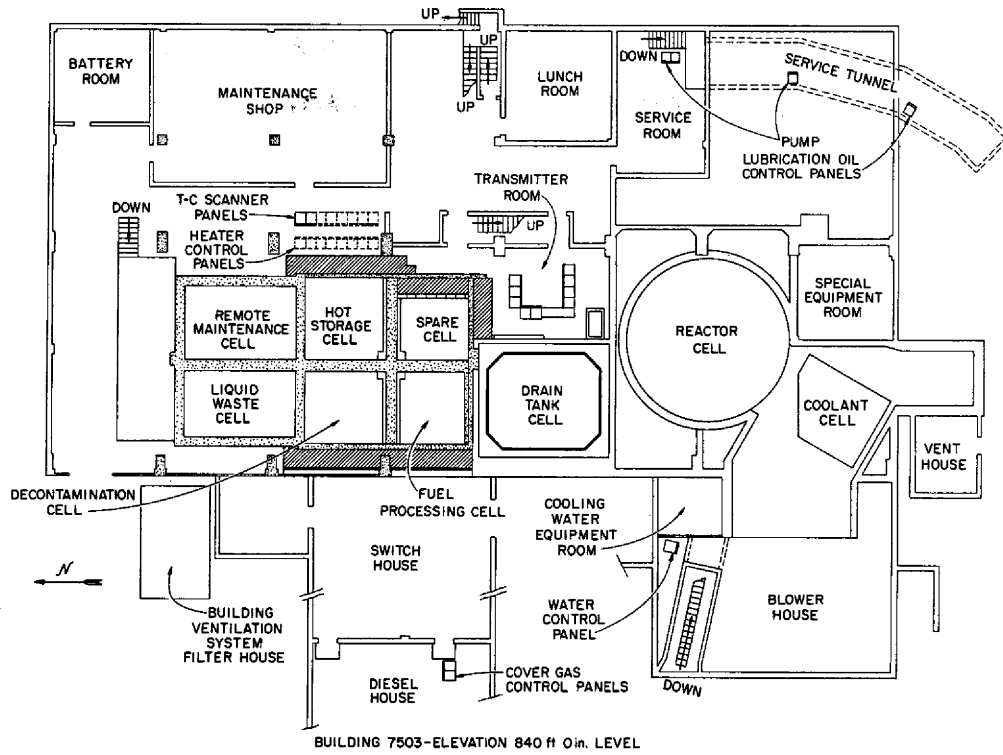 UP
UP
UP
BATTERY
ROOM
MAINTENANCE
SHOP
LUNCH
ROOM
DOWN
SERVICE
ROOM
SERVICE TUNNEL
PUMP
LUBRICATION OIL
CONTROL PANELS
TRANSMITTER
ROOM
T-C SCANNER
PANELS
DOWN
HEATER
CONTROL
PANELS
UP
REMOTE
MAINTENANCE
CELL
HOT
STORAGE
CELL
SPARE
CELL
REACTOR
CELL
SPECIAL
EQUIPMENT
ROOM
LIQUID
WASTE
CELL
DRAIN
TANK
CELL
COOLANT
CELL
VENT
HOUSE
DECONTAMINATION
CELL
FUEL
PROCESSING CELL
COOLING
WATER
EQUIPMENT
ROOM
SWITCH
HOUSE
N
BUILDING
VENTILATION
SYSTEM
FILTER HOUSE
WATER
CONTROL
PANEL
BLOWER
HOUSE
DIESEL
HOUSE
COVER GAS
CONTROL PANELS
DOWN
BUILDING 7503-ELEVATION 840 ft 0 in. LEVEL